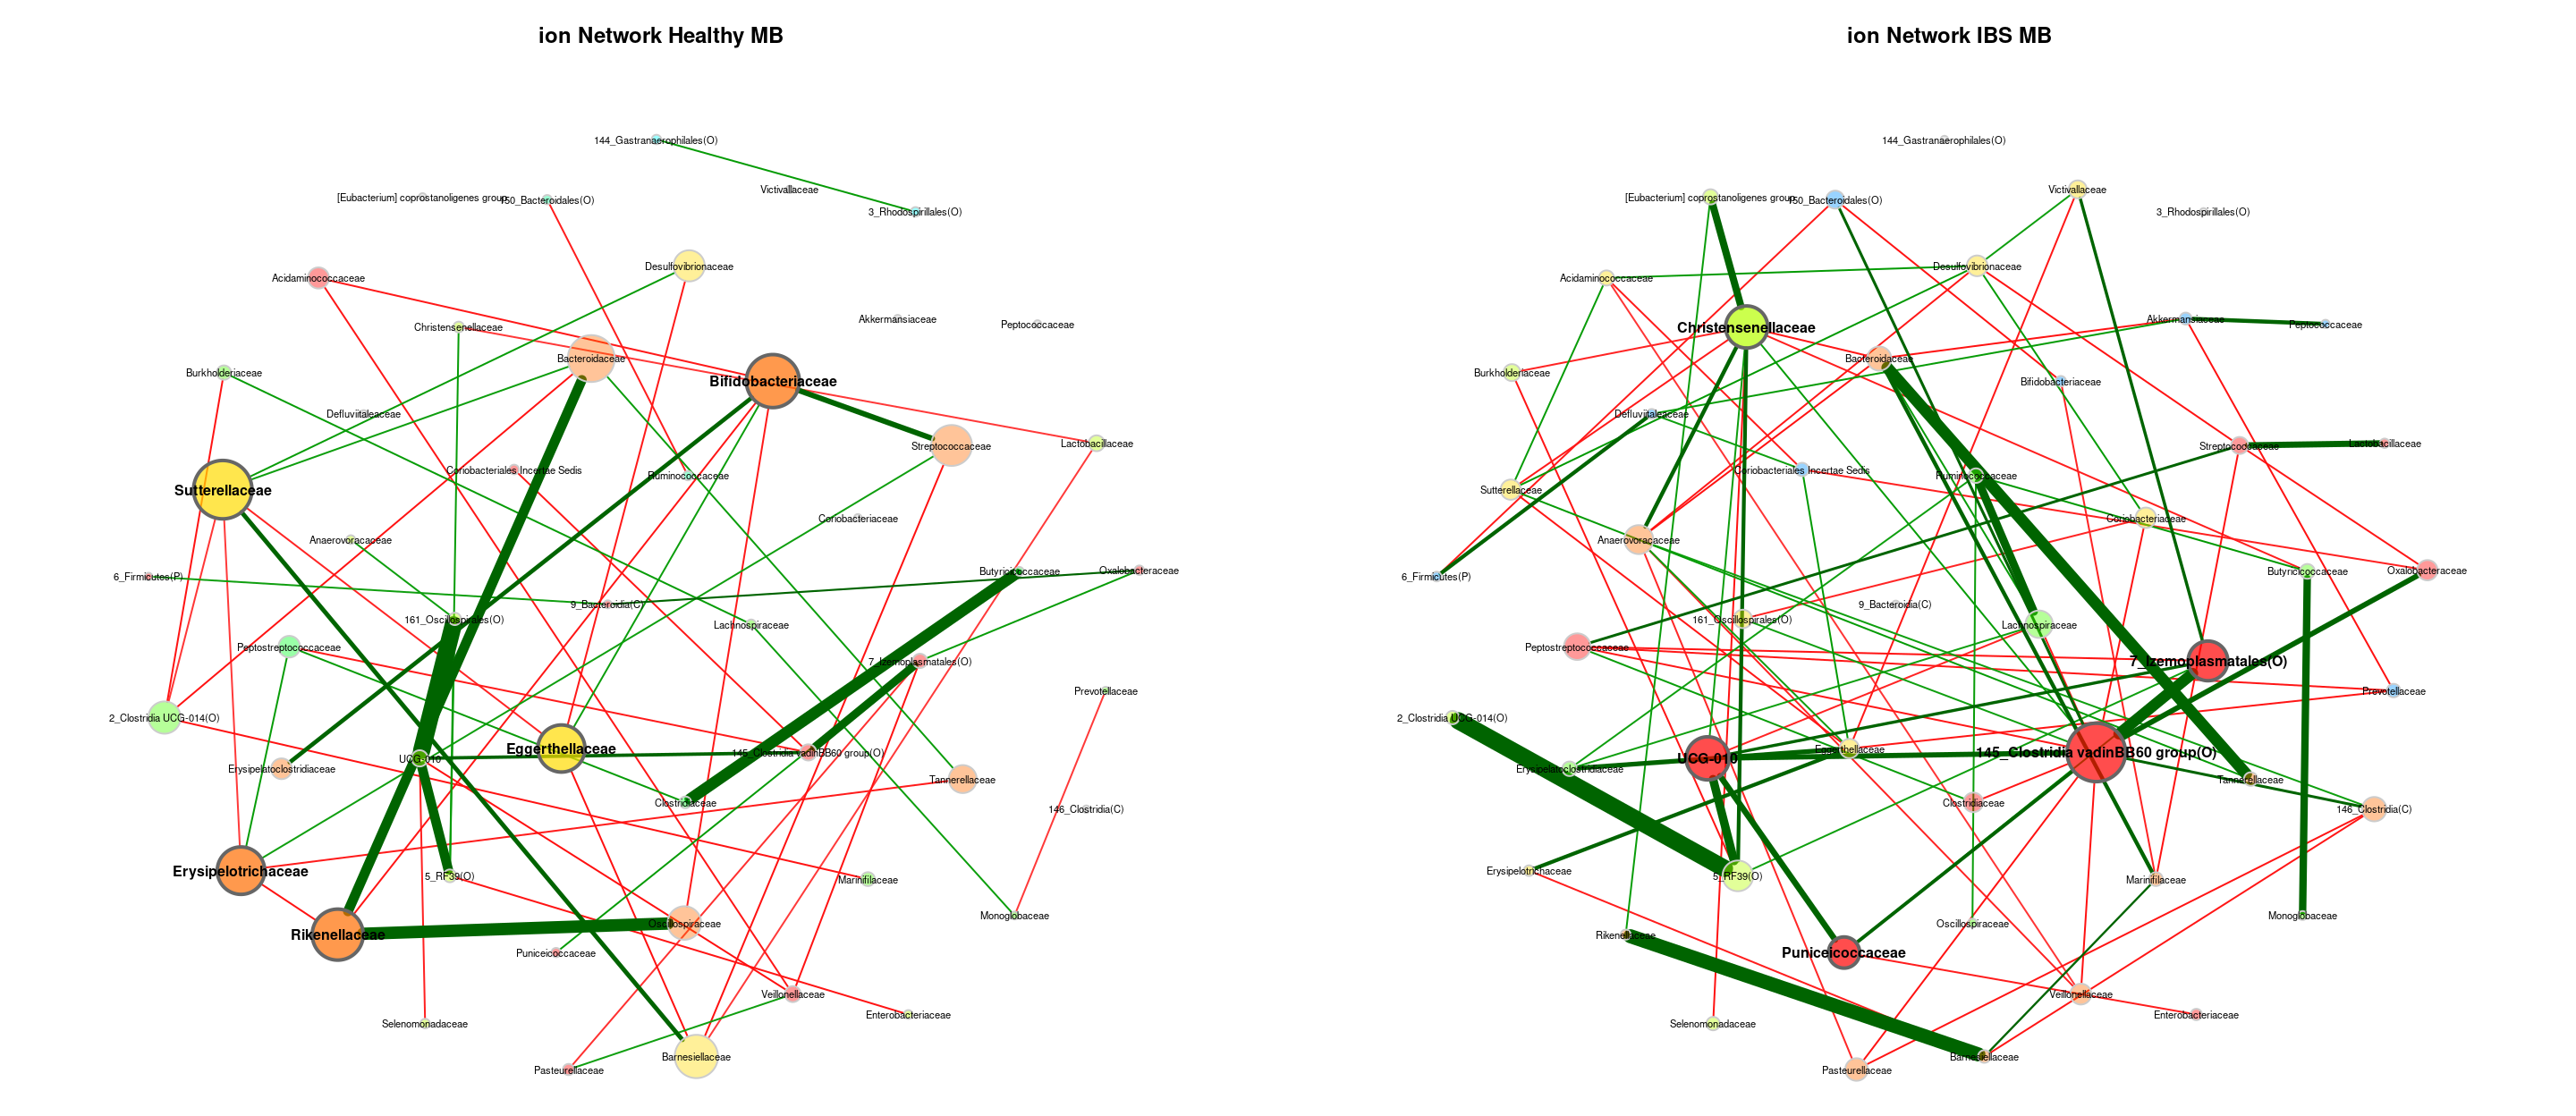 ion Network Healthy MB
144_Gastranaerophilales(O)
Victivallaceae
[Eubacterium] coprostanoligenes group
150_Bacteroidales(O)
3_Rhodospirillales(O)
Desulfovibrionaceae
Acidaminococcaceae
Akkermansiaceae
Peptococcaceae
Christensenellaceae
Bacteroidaceae
Burkholderiaceae
Bifidobacteriaceae
Defluviitaleaceae
Streptococcaceae
Lactobacillaceae
Coriobacteriales Incertae Sedis
Ruminococcaceae
Sutterellaceae
Coriobacteriaceae
Anaerovoracaceae
Butyricicoccaceae
Oxalobacteraceae
6_Firmicutes(P)
9_Bacteroidia(C)
161_Oscillospirales(O)
Lachnospiraceae
Peptostreptococcaceae
7_Izemoplasmatales(O)
Prevotellaceae
2_Clostridia UCG-014(O)
Eggerthellaceae
145_Clostridia vadinBB60 group(O)
UCG-010
Erysipelatoclostridiaceae
Tannerellaceae
Clostridiaceae
146_Clostridia(C)
Erysipelotrichaceae
5_RF39(O)
Marinifilaceae
Monoglobaceae
Oscillospiraceae
Rikenellaceae
Puniceicoccaceae
Veillonellaceae
Enterobacteriaceae
Selenomonadaceae
Barnesiellaceae
Pasteurellaceae
ion Network IBS MB
144_Gastranaerophilales(O)
Victivallaceae
[Eubacterium] coprostanoligenes group
150_Bacteroidales(O)
3_Rhodospirillales(O)
Desulfovibrionaceae
Acidaminococcaceae
Akkermansiaceae
Peptococcaceae
Christensenellaceae
Bacteroidaceae
Burkholderiaceae
Bifidobacteriaceae
Defluviitaleaceae
Streptococcaceae
Lactobacillaceae
Coriobacteriales Incertae Sedis
Ruminococcaceae
Sutterellaceae
Coriobacteriaceae
Anaerovoracaceae
Butyricicoccaceae
Oxalobacteraceae
6_Firmicutes(P)
9_Bacteroidia(C)
161_Oscillospirales(O)
Lachnospiraceae
Peptostreptococcaceae
7_Izemoplasmatales(O)
Prevotellaceae
2_Clostridia UCG-014(O)
Eggerthellaceae
145_Clostridia vadinBB60 group(O)
UCG-010
Erysipelatoclostridiaceae
Tannerellaceae
Clostridiaceae
146_Clostridia(C)
Erysipelotrichaceae
5_RF39(O)
Marinifilaceae
Monoglobaceae
Oscillospiraceae
Rikenellaceae
Puniceicoccaceae
Veillonellaceae
Enterobacteriaceae
Selenomonadaceae
Barnesiellaceae
Pasteurellaceae